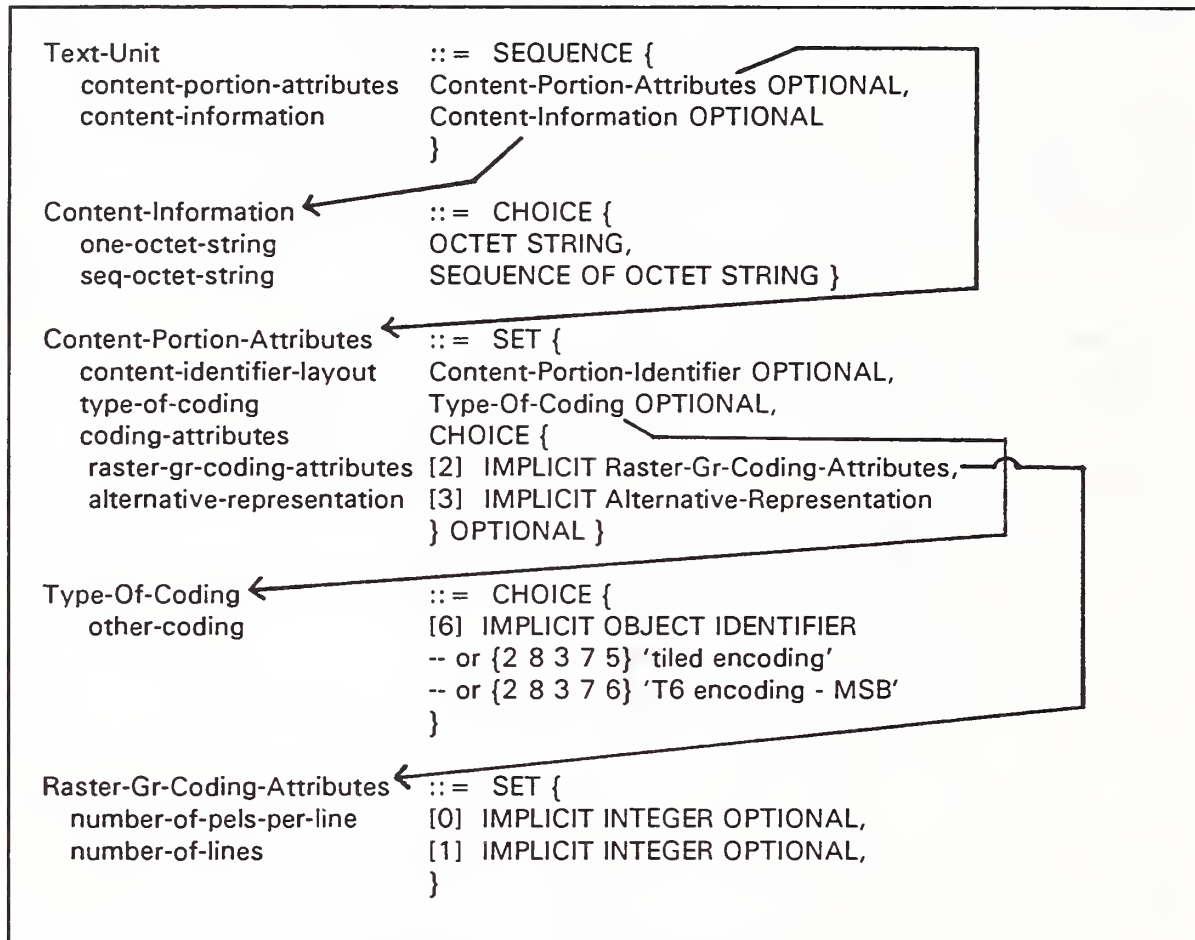 Text-Unit ::= SEQUENCE {
content-portion-attributes Content-Portion-Attributes OPTIONAL,
content-information Content-Information OPTIONAL
}
Content-Information ::= CHOICE {
one-octet-string OCTET STRING,
seq-octet-string SEQUENCE OF OCTET STRING }
Content-Portion-Attributes ::= SET {
content-identifier-layout Content-Portion-Identifier OPTIONAL,
type-of-coding Type-Of-Coding OPTIONAL,
coding-attributes CHOICE {
raster-gr-coding-attributes [2] IMPLICIT Raster-Gr-Coding-Attributes,
alternative-representation [3] IMPLICIT Alternative-Representation
} OPTIONAL }
Type-Of-Coding ::= CHOICE {
other-coding [6] IMPLICIT OBJECT IDENTIFIER
-- or {2 8 3 7 5} 'tiled encoding'
-- or {2 8 3 7 6} 'T6 encoding - MSB'
}
Raster-Gr-Coding-Attributes ::= SET {
number-of-pels-per-line [0] IMPLICIT INTEGER OPTIONAL,
number-of-lines [1] IMPLICIT INTEGER OPTIONAL,
}